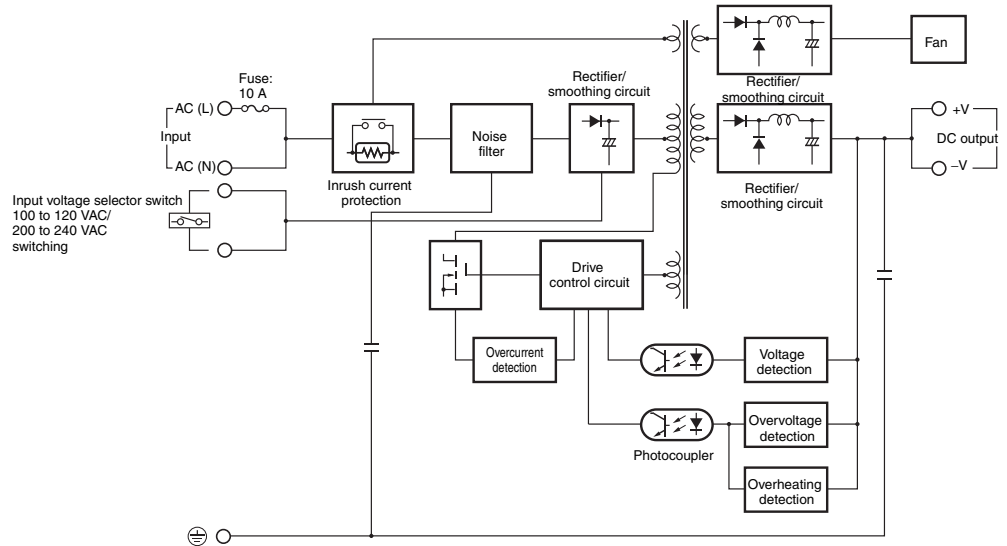 Fan
Fuse:
10 A
Rectifier/
smoothing circuit
Rectifier/
smoothing circuit
AC (L)
Input
AC (N)
Noise
filter
+V
DC output
–V
Inrush current
protection
Rectifier/
smoothing circuit
Input voltage selector switch
100 to 120 VAC/
200 to 240 VAC
switching
Drive
control circuit
Overcurrent
detection
Voltage
detection
Overvoltage
detection
Photocoupler
Overheating
detection